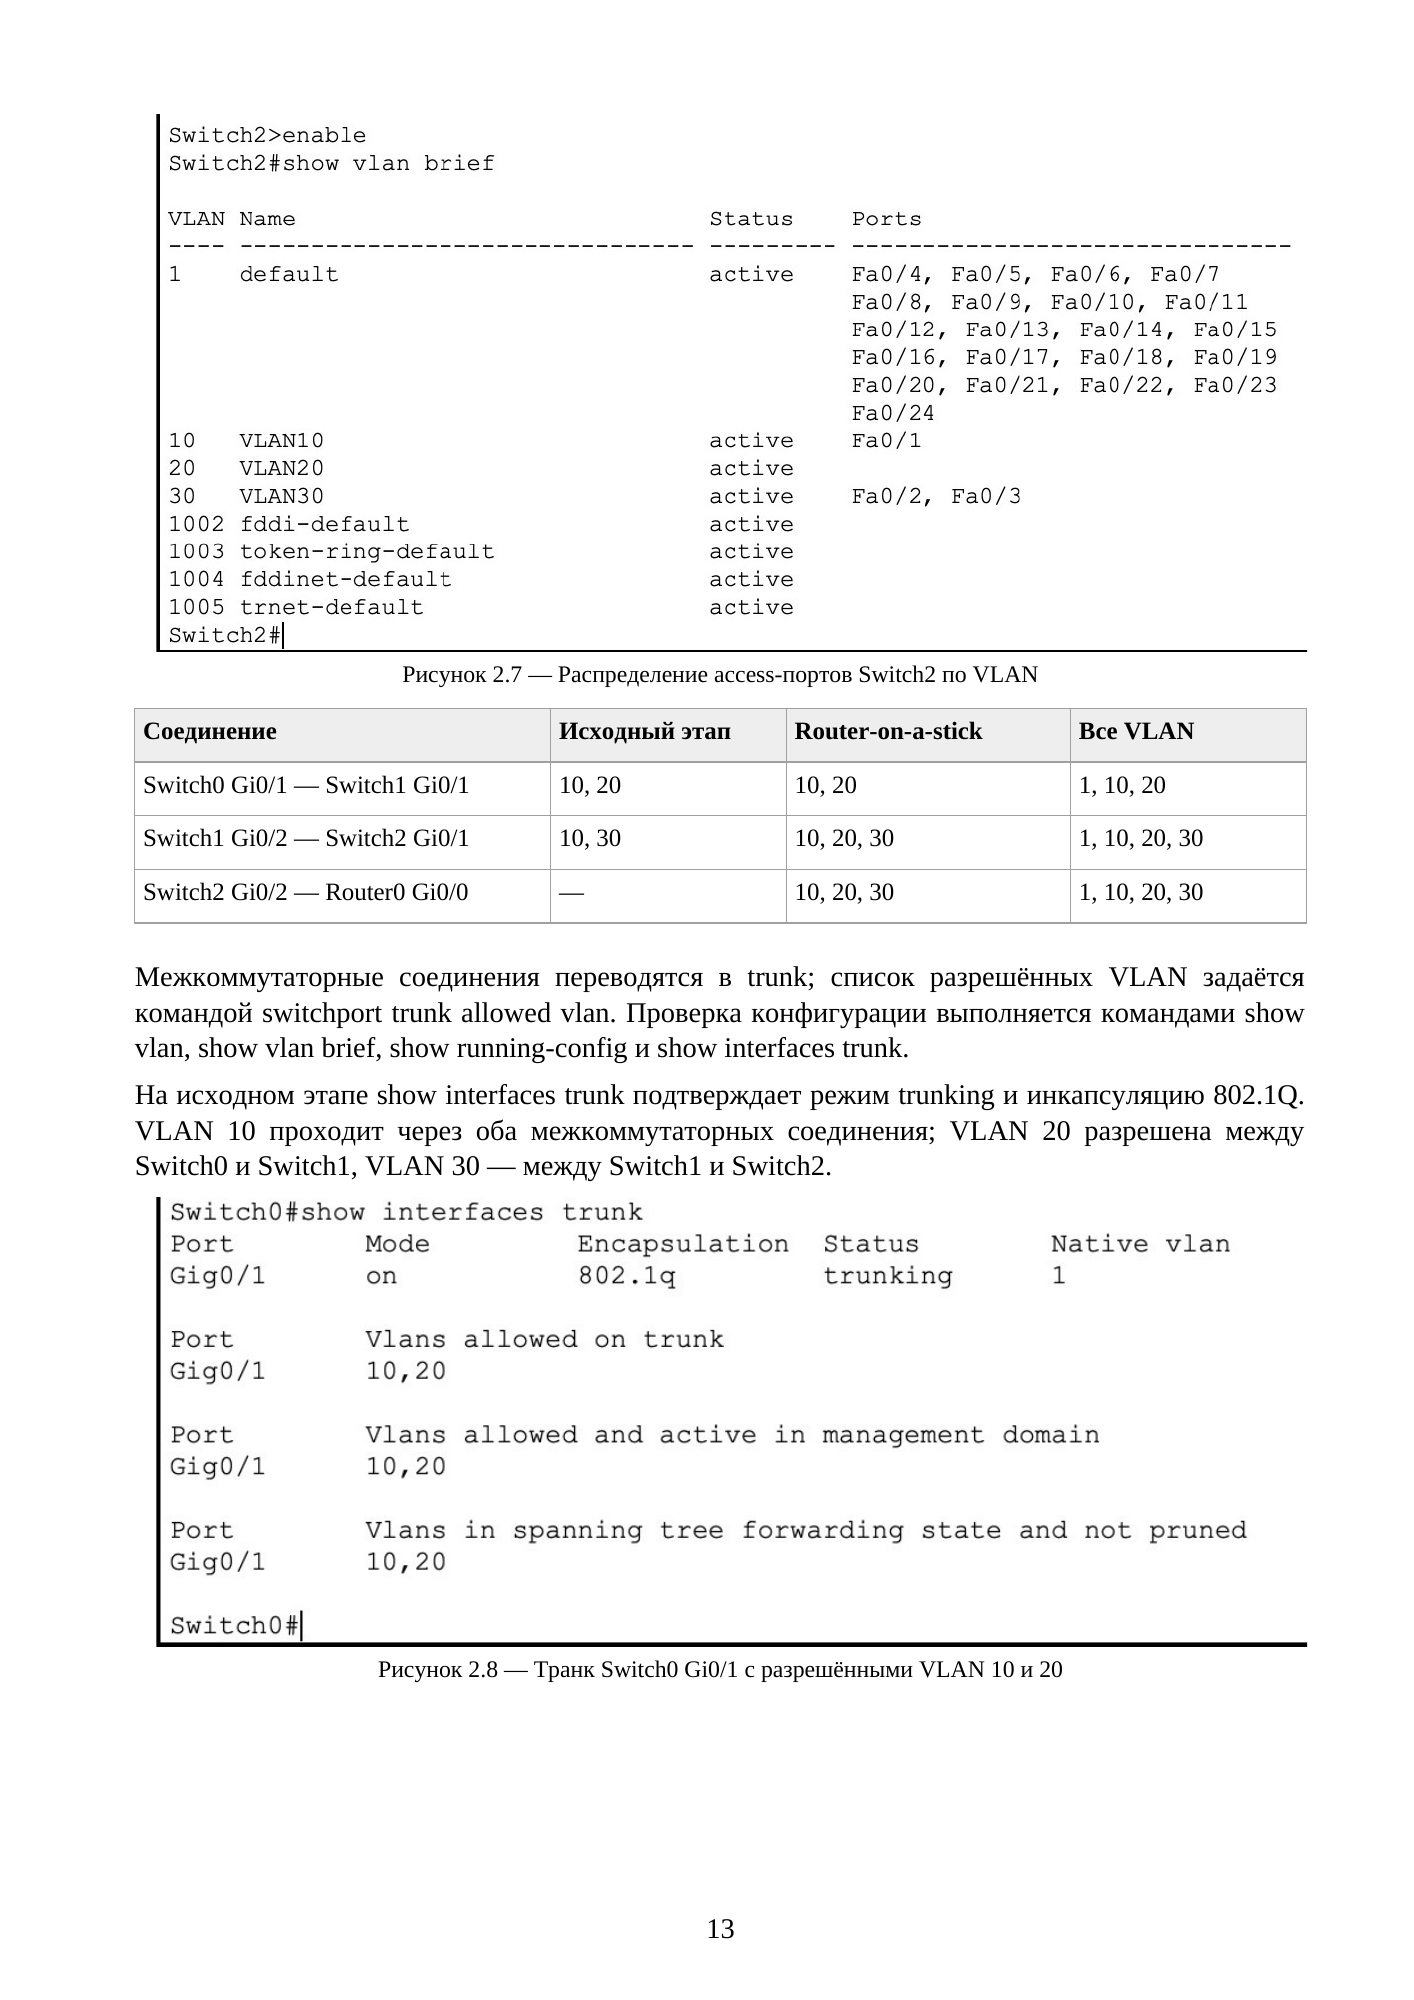 Switch2>enable
Switch2#show vlan brief
VLAN Name Status Ports
---- -------------------------------- --------- -------------------------------
1 default active Fa0/4, Fa0/5, Fa0/6, Fa0/7
Fa0/8, Fa0/9, Fa0/10, Fa0/11
Fa0/12, Fa0/13, Fa0/14, Fa0/15
Fa0/16, Fa0/17, Fa0/18, Fa0/19
Fa0/20, Fa0/21, Fa0/22, Fa0/23
Fa0/24
10 VLAN10 active Fa0/1
20 VLAN20 active
30 VLAN30 active Fa0/2, Fa0/3
1002 fddi-default active
1003 token-ring-default active
1004 fddinet-default active
1005 trnet-default active
Switch2#
Рисунок 2.7 — Распределение access-портов Switch2 по VLAN
Соединение Исходный этап Router-on-a-stick Все VLAN
Switch0 Gi0/1 — Switch1 Gi0/1 10, 20 10, 20 1, 10, 20
Switch1 Gi0/2 — Switch2 Gi0/1 10, 30 10, 20, 30 1, 10, 20, 30
Switch2 Gi0/2 — Router0 Gi0/0 — 10, 20, 30 1, 10, 20, 30
Межкоммутаторные соединения переводятся в trunk; список разрешённых VLAN задаётся
командой switchport trunk allowed vlan. Проверка конфигурации выполняется командами show
vlan, show vlan brief, show running-config и show interfaces trunk.
На исходном этапе show interfaces trunk подтверждает режим trunking и инкапсуляцию 802.1Q.
VLAN 10 проходит через оба межкоммутаторных соединения; VLAN 20 разрешена между
Switch0 и Switch1, VLAN 30 — между Switch1 и Switch2.
Switch0#show interfaces trunk
Port Mode Encapsulation Status Native vlan
Gig0/1 on 802.1q trunking 1
Port Vlans allowed on trunk
Gig0/1 10,20
Port Vlans allowed and active in management domain
Gig0/1 10,20
Port Vlans in spanning tree forwarding state and not pruned
Gig0/1 10,20
Switch0#
Рисунок 2.8 — Транк Switch0 Gi0/1 с разрешёнными VLAN 10 и 20
13